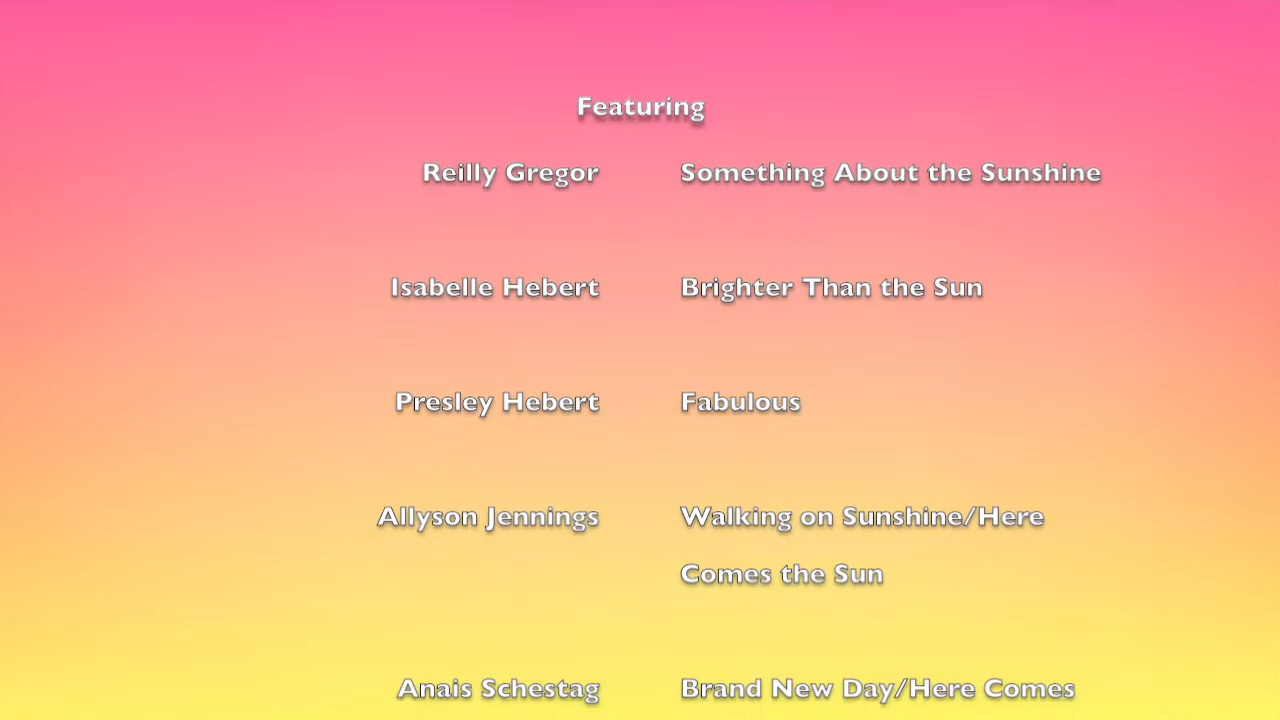 Featuring
Reilly Gregor Something About the Sunshine
Isabelle Hebert Brighter Than the Sun
Presley Hebert Fabulous
Allyson Jennings Walking on Sunshine/Here
Comes the Sun
Anais Schestag Brand New Day/Here Comes